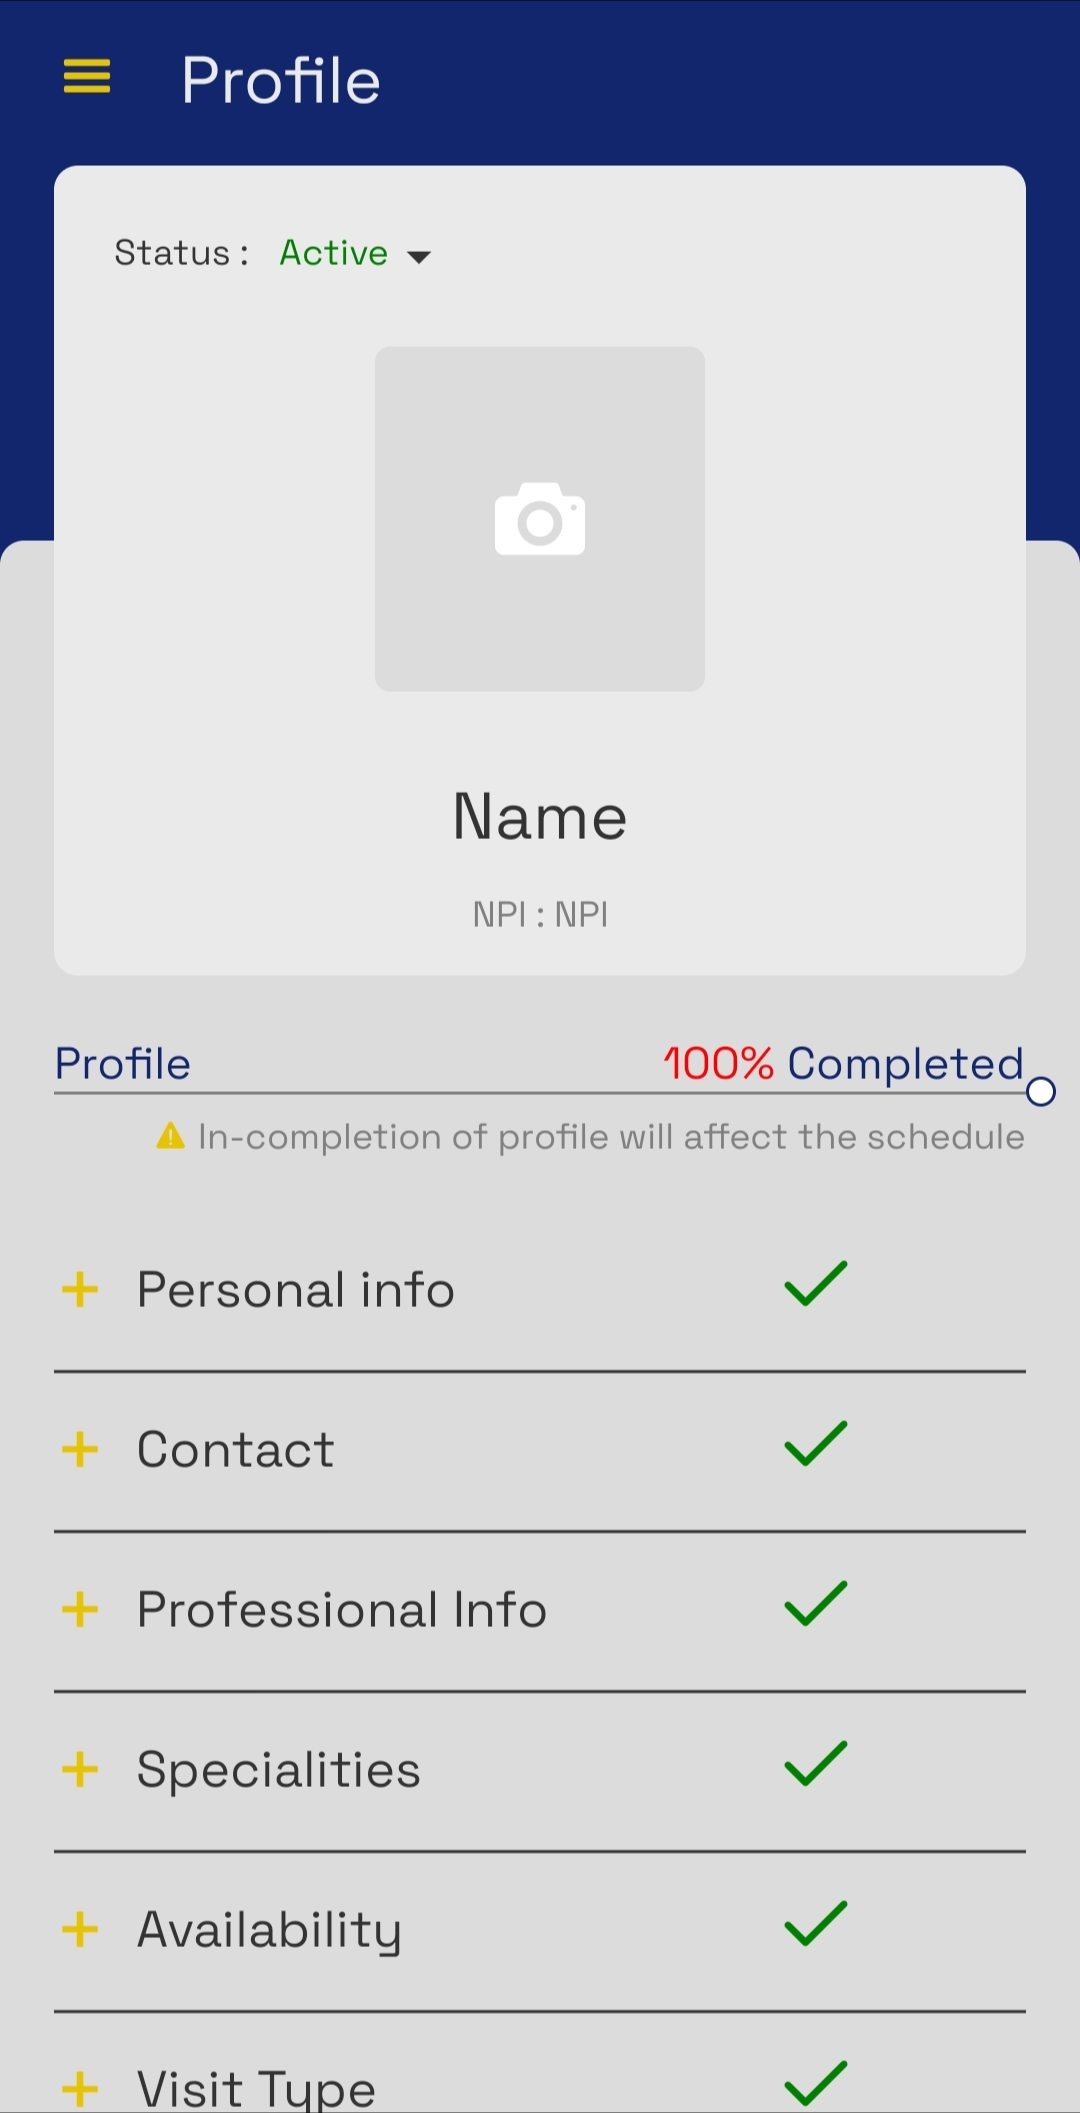 Profile
Status : Active
Name
NPI : NPI
Profile 100% Completed
In-completion of profile will affect the schedule
Personal info
Contact
Professional Info
Specialities
Availability
Visit Type